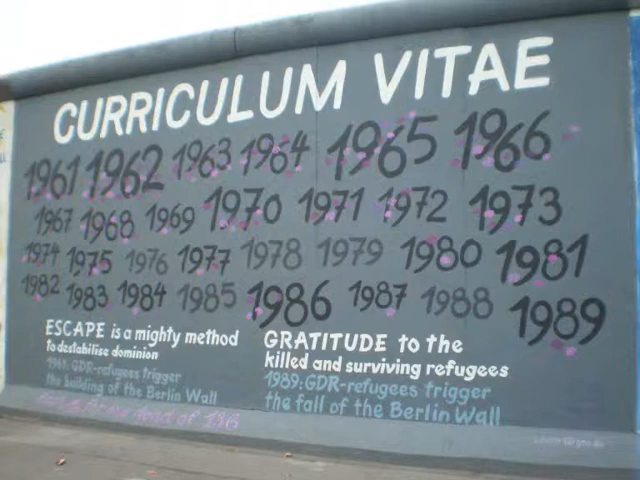 CURRICULUM VITAE
1961 1962 1963 1964 1965 1966
1967 1968 1969 1970 1971 1972 1973
1974 1975 1976 1977 1978 1979 1980 1981
1982 1983 1984 1985 1986 1987 1988 1989
ESCAPE is a mighty method
to destabilise dominion
1961: GDR-refugees trigger
the building of the Berlin Wall
GRATITUDE to the
killed and surviving refugees
1989: GDR-refugees trigger
the fall of the Berlin Wall
dead of 136